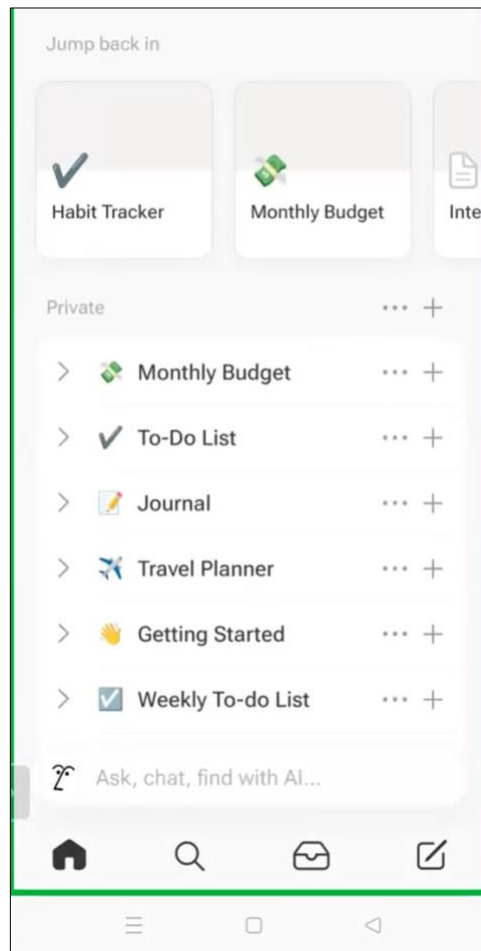 Jump back in
Habit Tracker
Monthly Budget
Inte
Private
Monthly Budget
To-Do List
Journal
Travel Planner
Getting Started
Weekly To-do List
Ask, chat, find with AI...